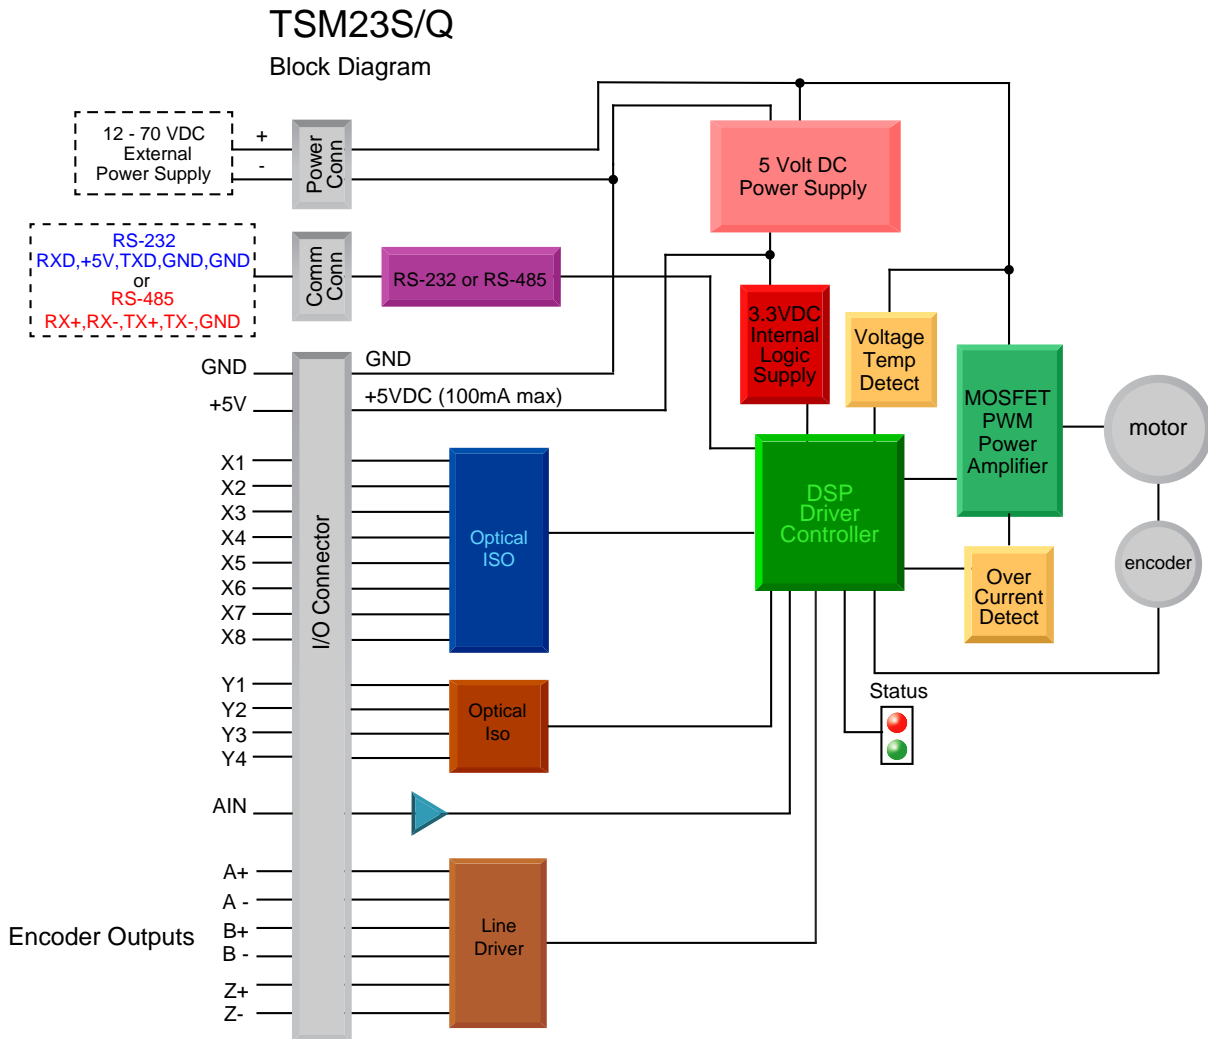 TSM23S/Q
Block Diagram
12 - 70 VDC
External
Power Supply
+
-
Power
Conn
5 Volt DC
Power Supply
RS-232
RXD,+5V,TXD,GND,GND
or
RS-485
RX+,RX-,TX+,TX-,GND
Comm
Conn
RS-232 or RS-485
3.3VDC
Internal
Logic
Supply
Voltage
Temp
Detect
MOSFET
PWM
Power
Amplifier
motor
encoder
Over
Current
Detect
DSP
Driver
Controller
Status
I/O Connector
GND
GND
+5V
+5VDC (100mA max)
X1
X2
X3
X4
X5
X6
X7
X8
Optical
ISO
Y1
Y2
Y3
Y4
Optical
Iso
AIN
Encoder Outputs
A+
A -
B+
B -
Z+
Z-
Line
Driver